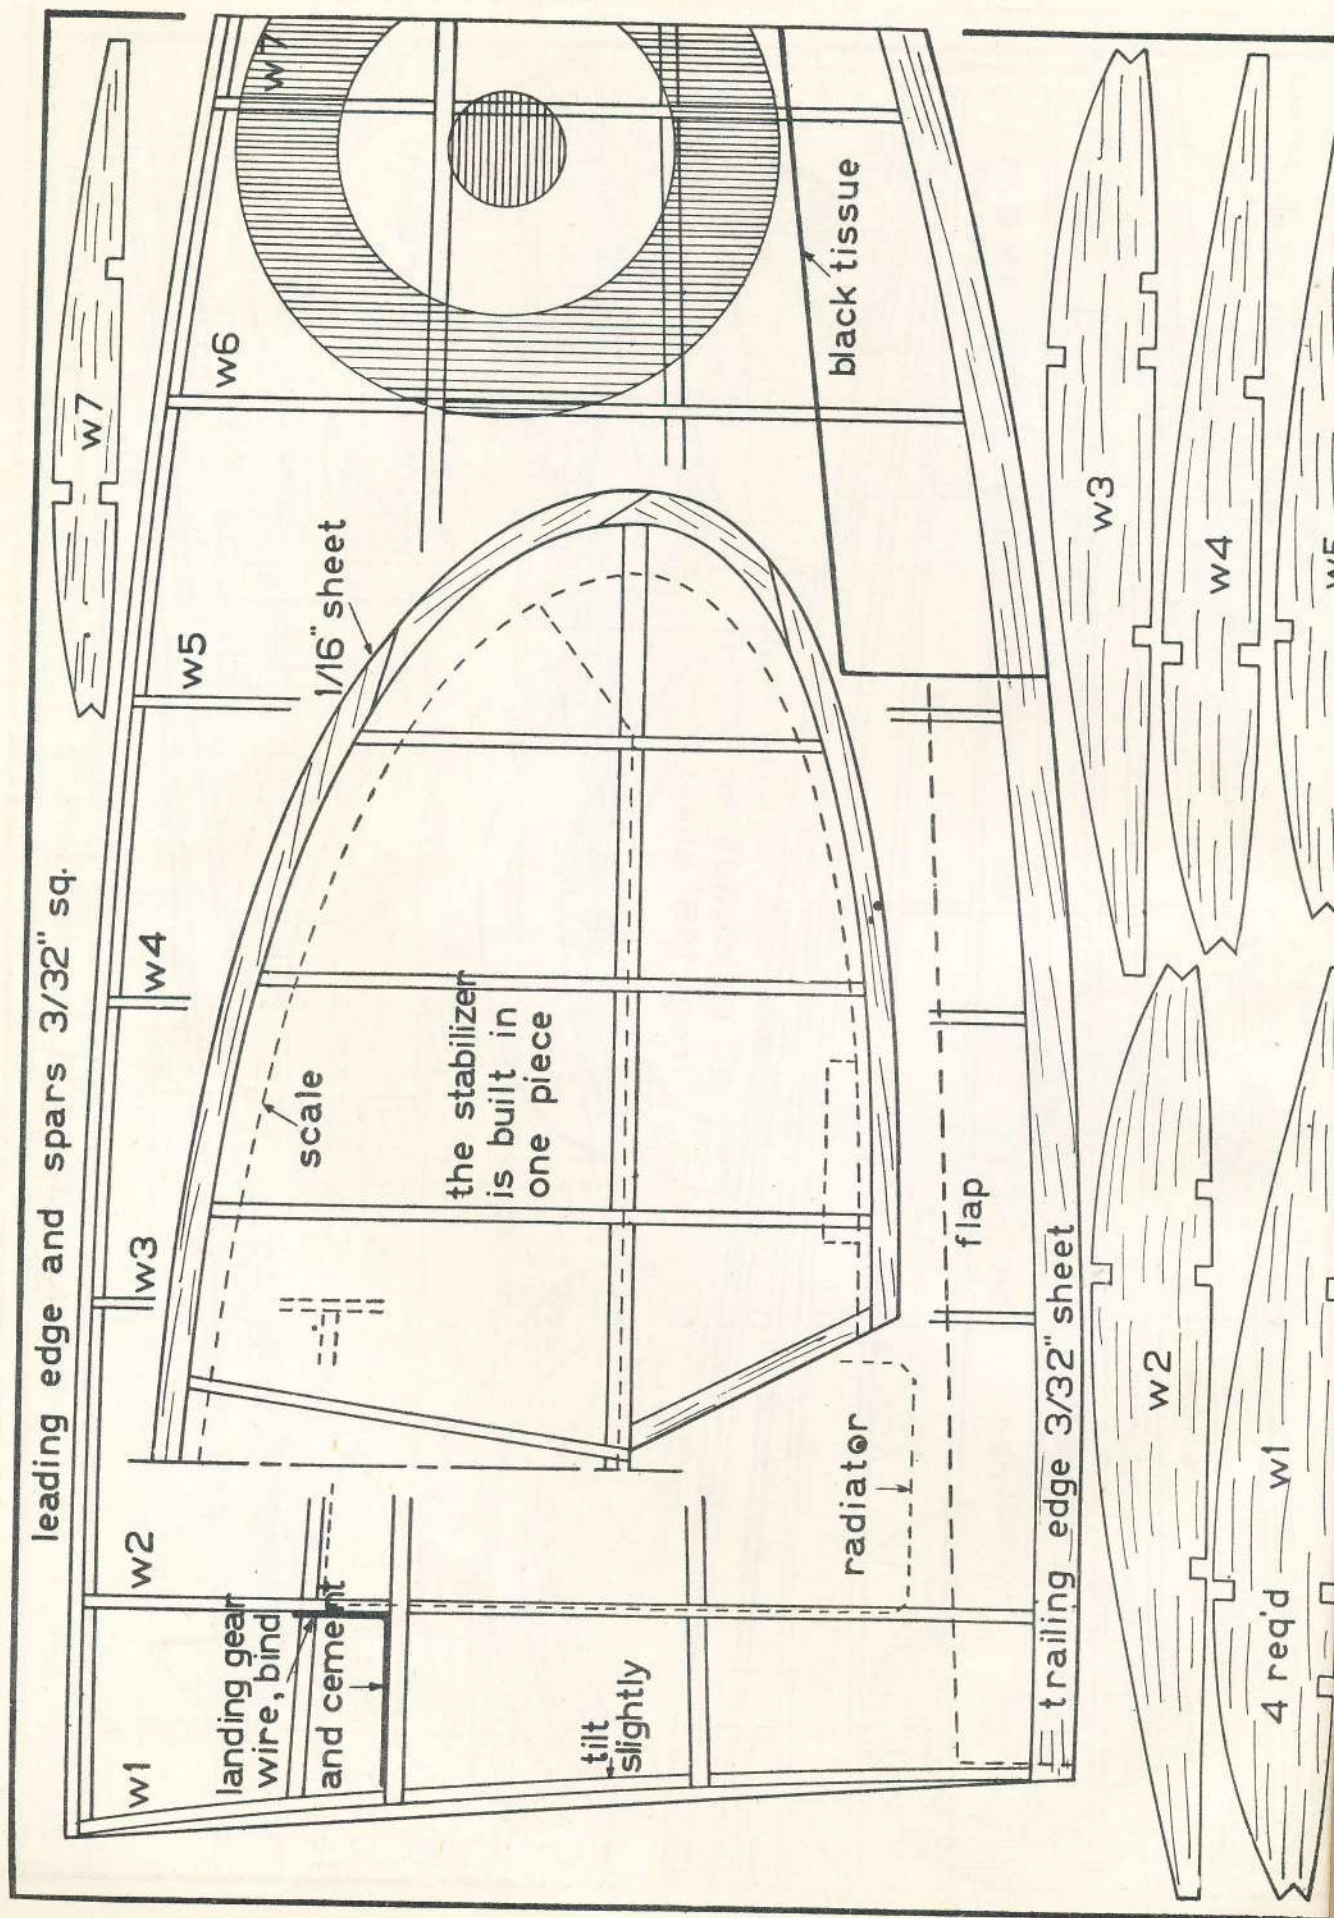 leading edge and spars 3/32" sq.
w1
w2
w3
w4
w5
w6
w7
landing gear
wire, bind
and cement
tilt
slightly
scale
1/16" sheet
the stabilizer
is built in
one piece
radiator
flap
black tissue
trailing edge 3/32" sheet
w7
w3
w4
w5
w2
4 req'd w1